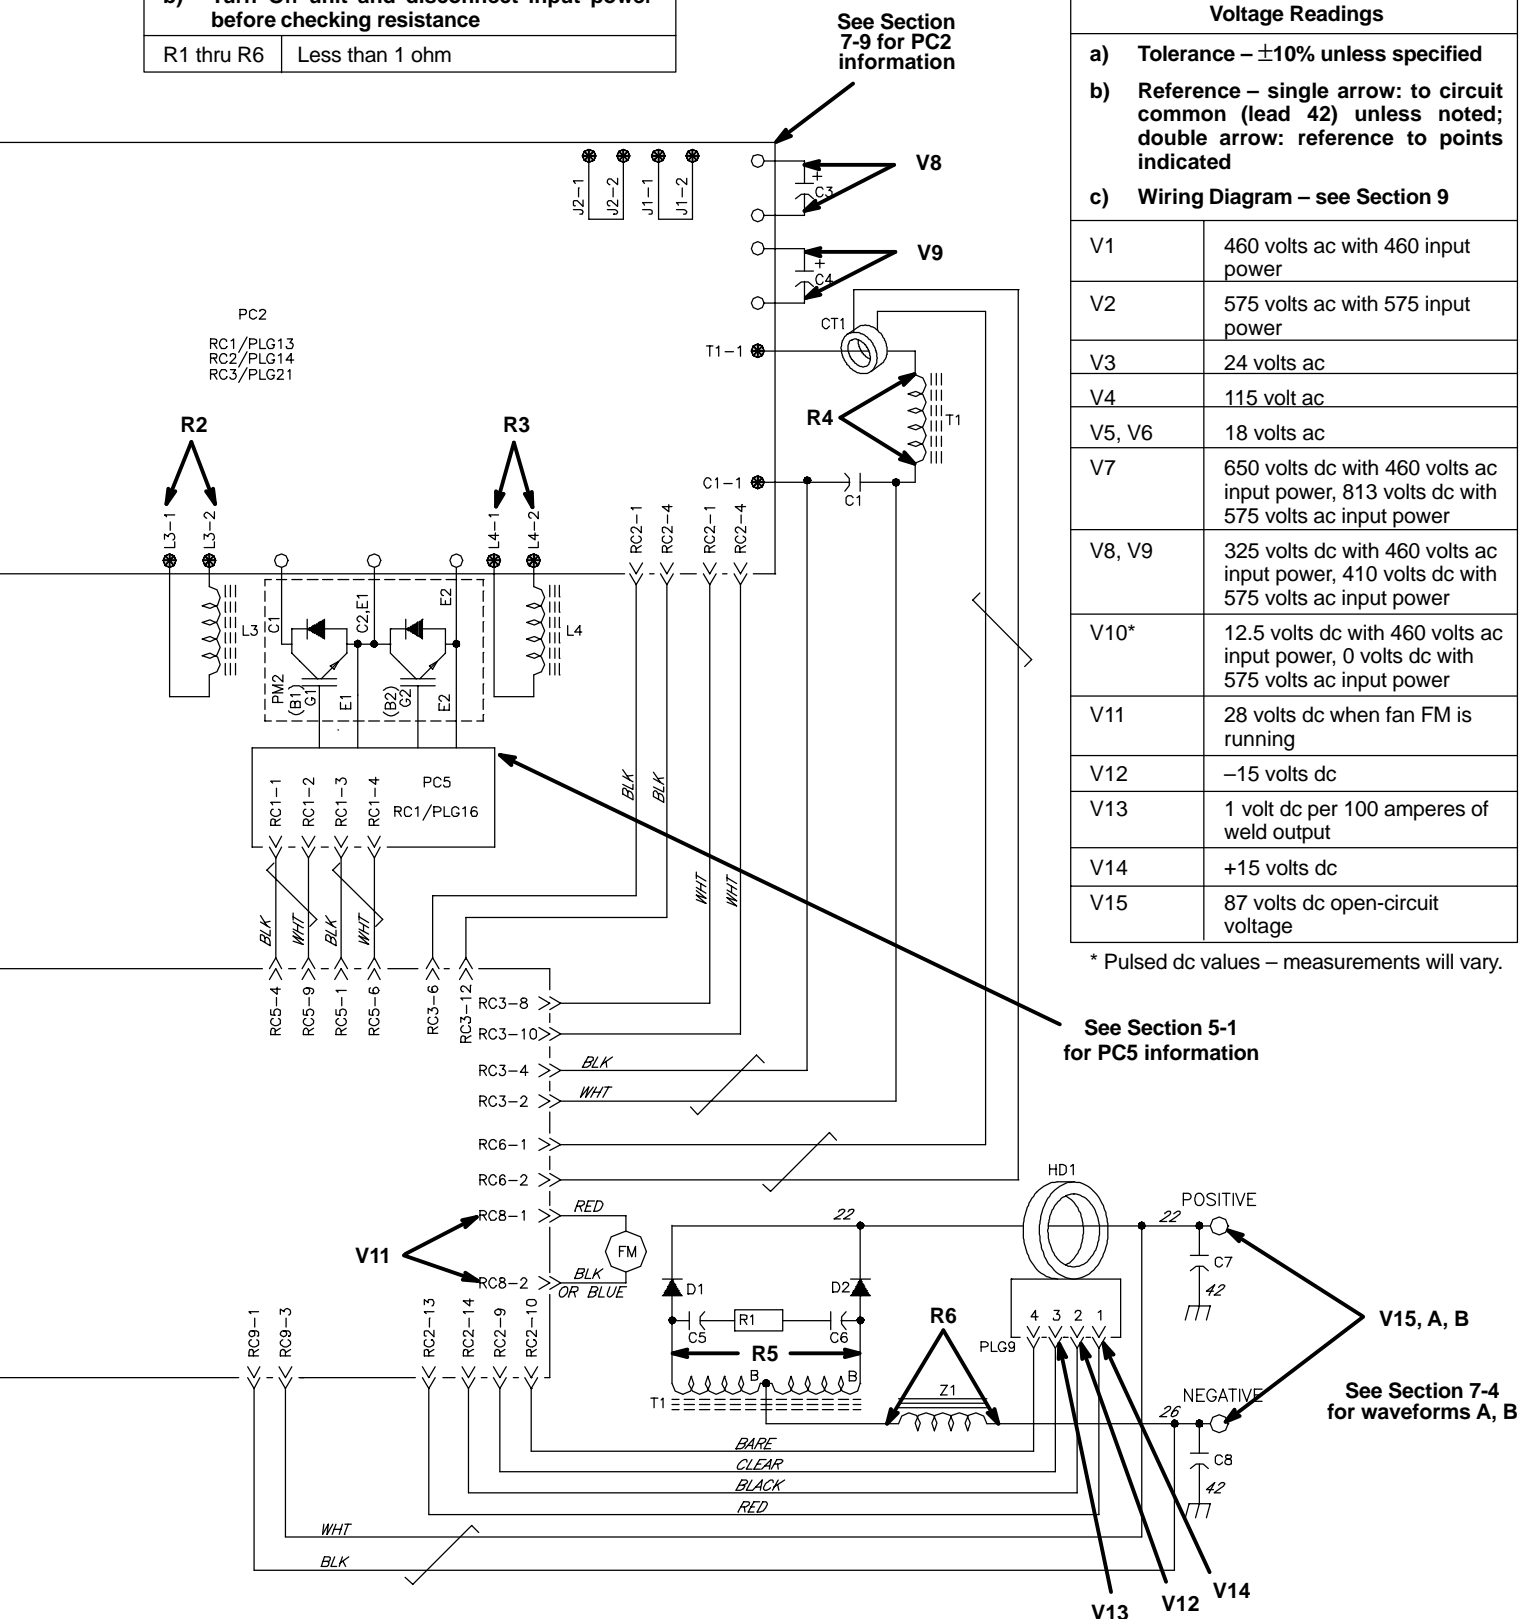 b) Turn Off unit and disconnect input power
before checking resistance
R1 thru R6 Less than 1 ohm
See Section
7-9 for PC2
information
Voltage Readings
a) Tolerance – ±10% unless specified
b) Reference – single arrow: to circuit
common (lead 42) unless noted;
double arrow: reference to points
indicated
c) Wiring Diagram – see Section 9
V1 460 volts ac with 460 input
power
V2 575 volts ac with 575 input
power
V3 24 volts ac
V4 115 volt ac
V5, V6 18 volts ac
V7 650 volts dc with 460 volts ac
input power, 813 volts dc with
575 volts ac input power
V8, V9 325 volts dc with 460 volts ac
input power, 410 volts dc with
575 volts ac input power
V10* 12.5 volts dc with 460 volts ac
input power, 0 volts dc with
575 volts ac input power
V11 28 volts dc when fan FM is
running
V12 –15 volts dc
V13 1 volt dc per 100 amperes of
weld output
V14 +15 volts dc
V15 87 volts dc open-circuit
voltage
* Pulsed dc values – measurements will vary.
J2-1
J2-2
J1-1
J1-2
+
C3
V8
+
C4
V9
PC2
RC1/PLG13
RC2/PLG14
RC3/PLG21
CT1
T1-1
R4
T1
C1-1
C1
R2
R3
L3-1
L3-2
L4-1
L4-2
RC2-1
RC2-4
RC2-1
RC2-4
L3
C1
C2,E1
E2
L4
PM2
(B1)
G1
E1
(B2)
G2
E2
PC5
RC1/PLG16
RC1-1
RC1-2
RC1-3
RC1-4
BLK
BLK
WHT
WHT
BLK
WHT
BLK
WHT
RC5-4
RC5-9
RC5-1
RC5-6
RC3-6
RC3-12
RC3-8
RC3-10
RC3-4 BLK
RC3-2 WHT
RC6-1
RC6-2
See Section 5-1
for PC5 information
RC8-1 RED
V11
FM
RC8-2 BLK
OR BLUE
HD1
22
22
POSITIVE
C7
42
D1
D2
C5
R1
C6
R5
R6
4 3 2 1
PLG9
V15, A, B
RC9-1
RC9-3
RC2-13
RC2-14
RC2-9
RC2-10
B
B
T1
Z1
NEGATIVE
26
C8
42
See Section 7-4
for waveforms A, B
BARE
CLEAR
BLACK
RED
WHT
BLK
V13
V12
V14